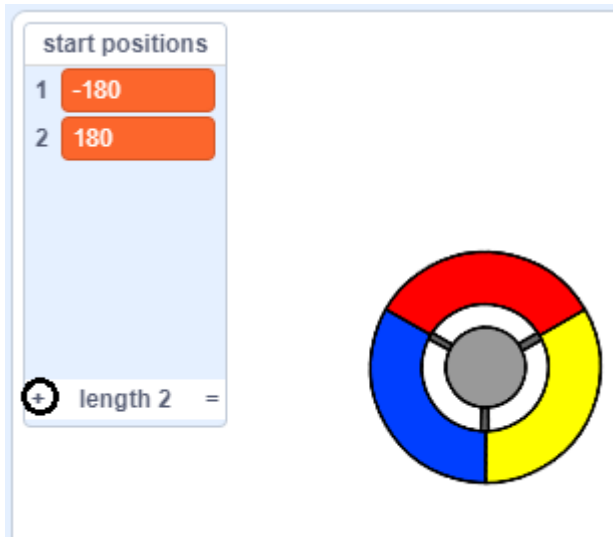 start positions
1 -180
2 180
+ length 2 =